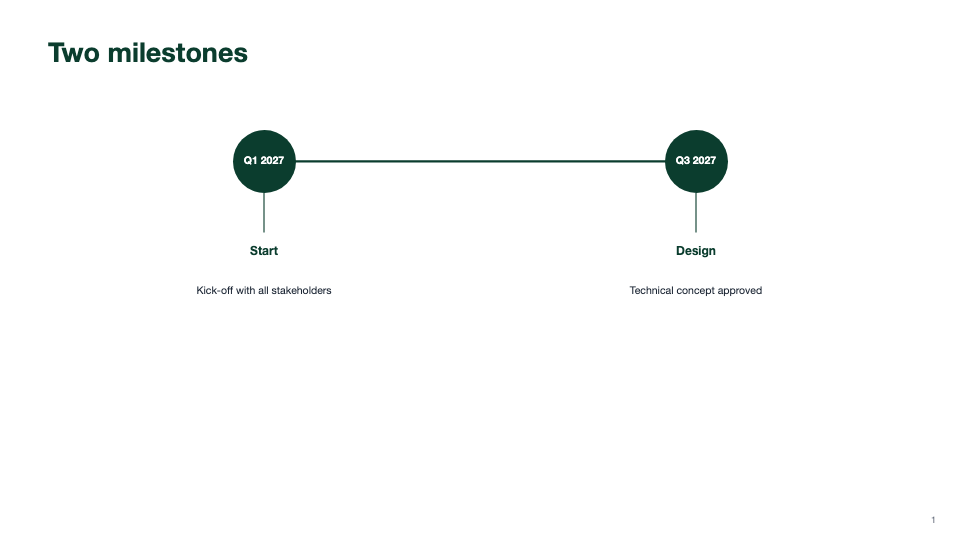 Two milestones
Q1 2027
Q3 2027
Start
Design
Kick-off with all stakeholders
Technical concept approved
1